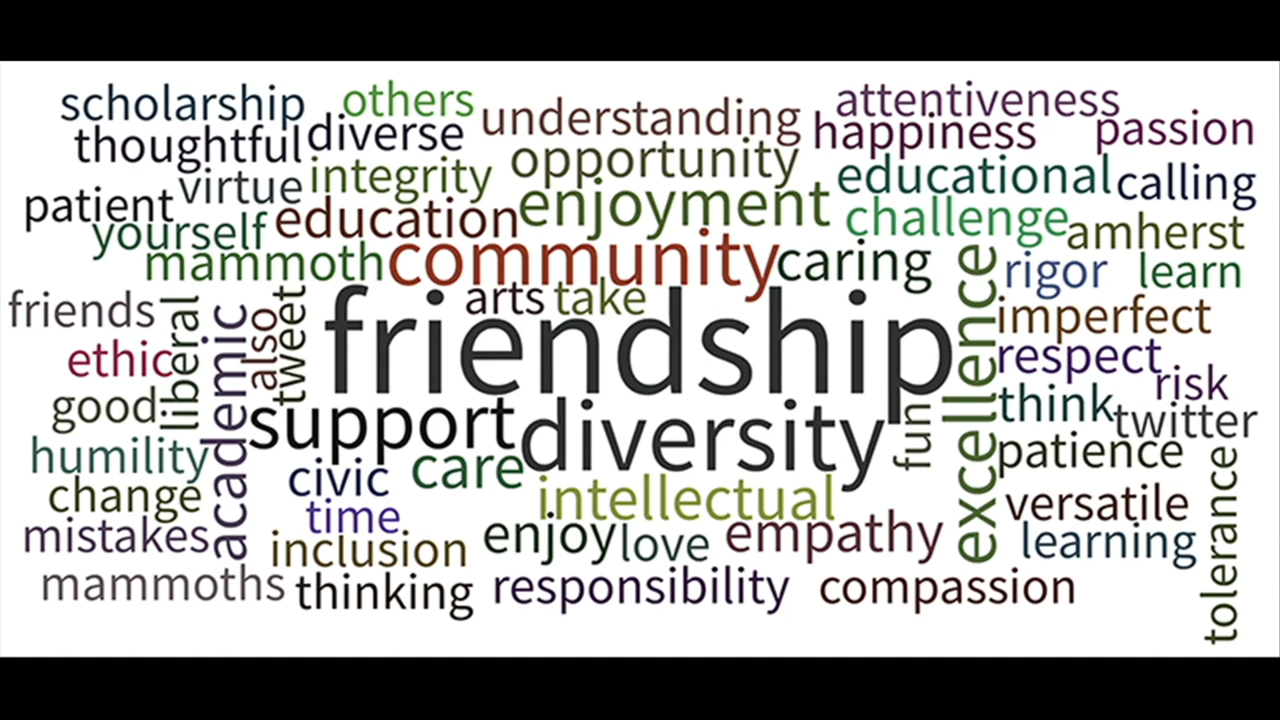 scholarship
others
understanding
attentiveness
thoughtful
diverse
happiness
passion
virtue
integrity
opportunity
educational
calling
patient
yourself
education
enjoyment
challenge
amherst
mammoth
community
caring
rigor
learn
friends
liberal
academic
also
tweet
arts
take
friendship
excellence
imperfect
ethic
respect
risk
good
support
diversity
fun
think
twitter
humility
civic
care
intellectual
patience
change
time
versatile
tolerance
mistakes
inclusion
enjoy
love
empathy
learning
mammoths
thinking
responsibility
compassion